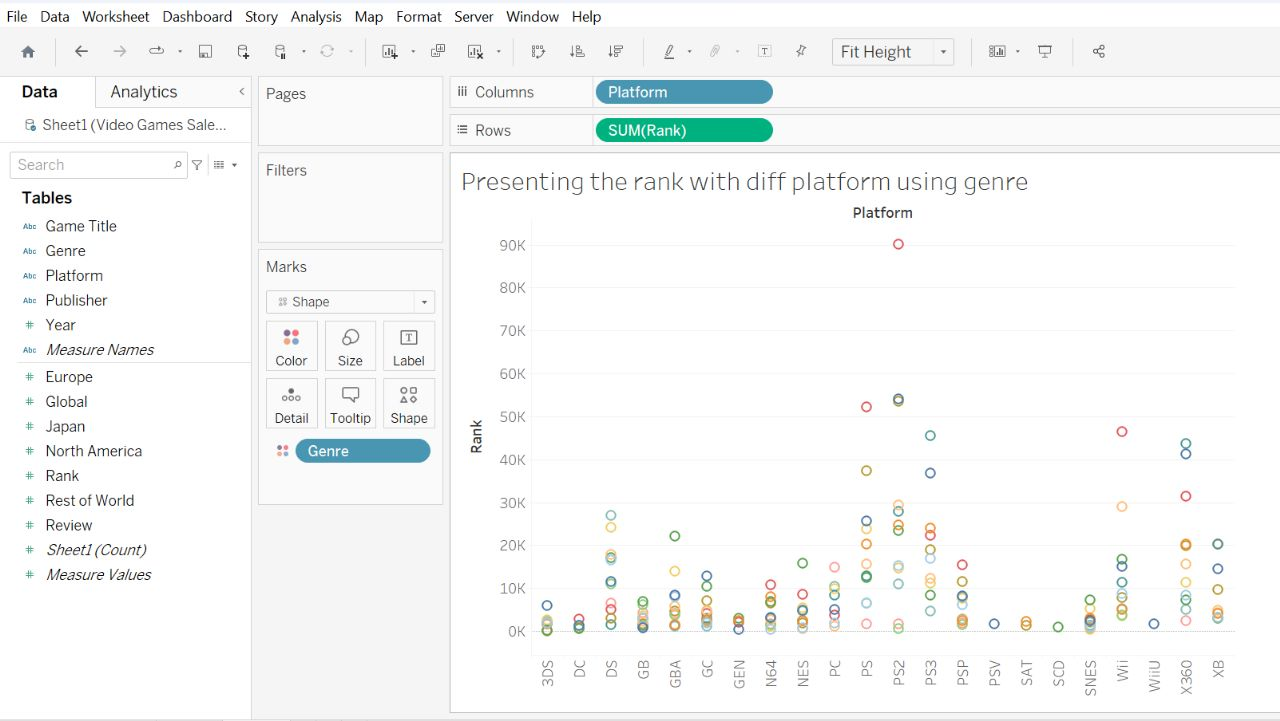 File Data Worksheet Dashboard Story Analysis Map Format Server Window Help
Fit Height
Data Analytics
Sheet1 (Video Games Sale...
Search
Tables
Abc Game Title
Abc Genre
Abc Platform
Abc Publisher
# Year
Abc Measure Names
# Europe
# Global
# Japan
# North America
# Rank
# Rest of World
# Review
# Sheet1 (Count)
# Measure Values
Pages
Filters
Marks
Shape
Color Size Label
Detail Tooltip Shape
Genre
Columns Platform
Rows SUM(Rank)
Presenting the rank with diff platform using genre
Platform
90K
80K
70K
60K
50K
40K
30K
20K
10K
0K
Rank
3DS DC DS GB GBA GC GEN N64 NES PC PS PS2 PS3 PSP PSV SAT SCD SNES Wii WiiU X360 XB